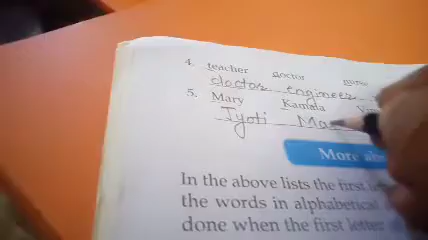 4. teacher doctor nurse
doctor engineer
5. Mary Kamala
Jyoti Ma
More abo
In the above lists the first
the words in alphabetical
done when the first letter